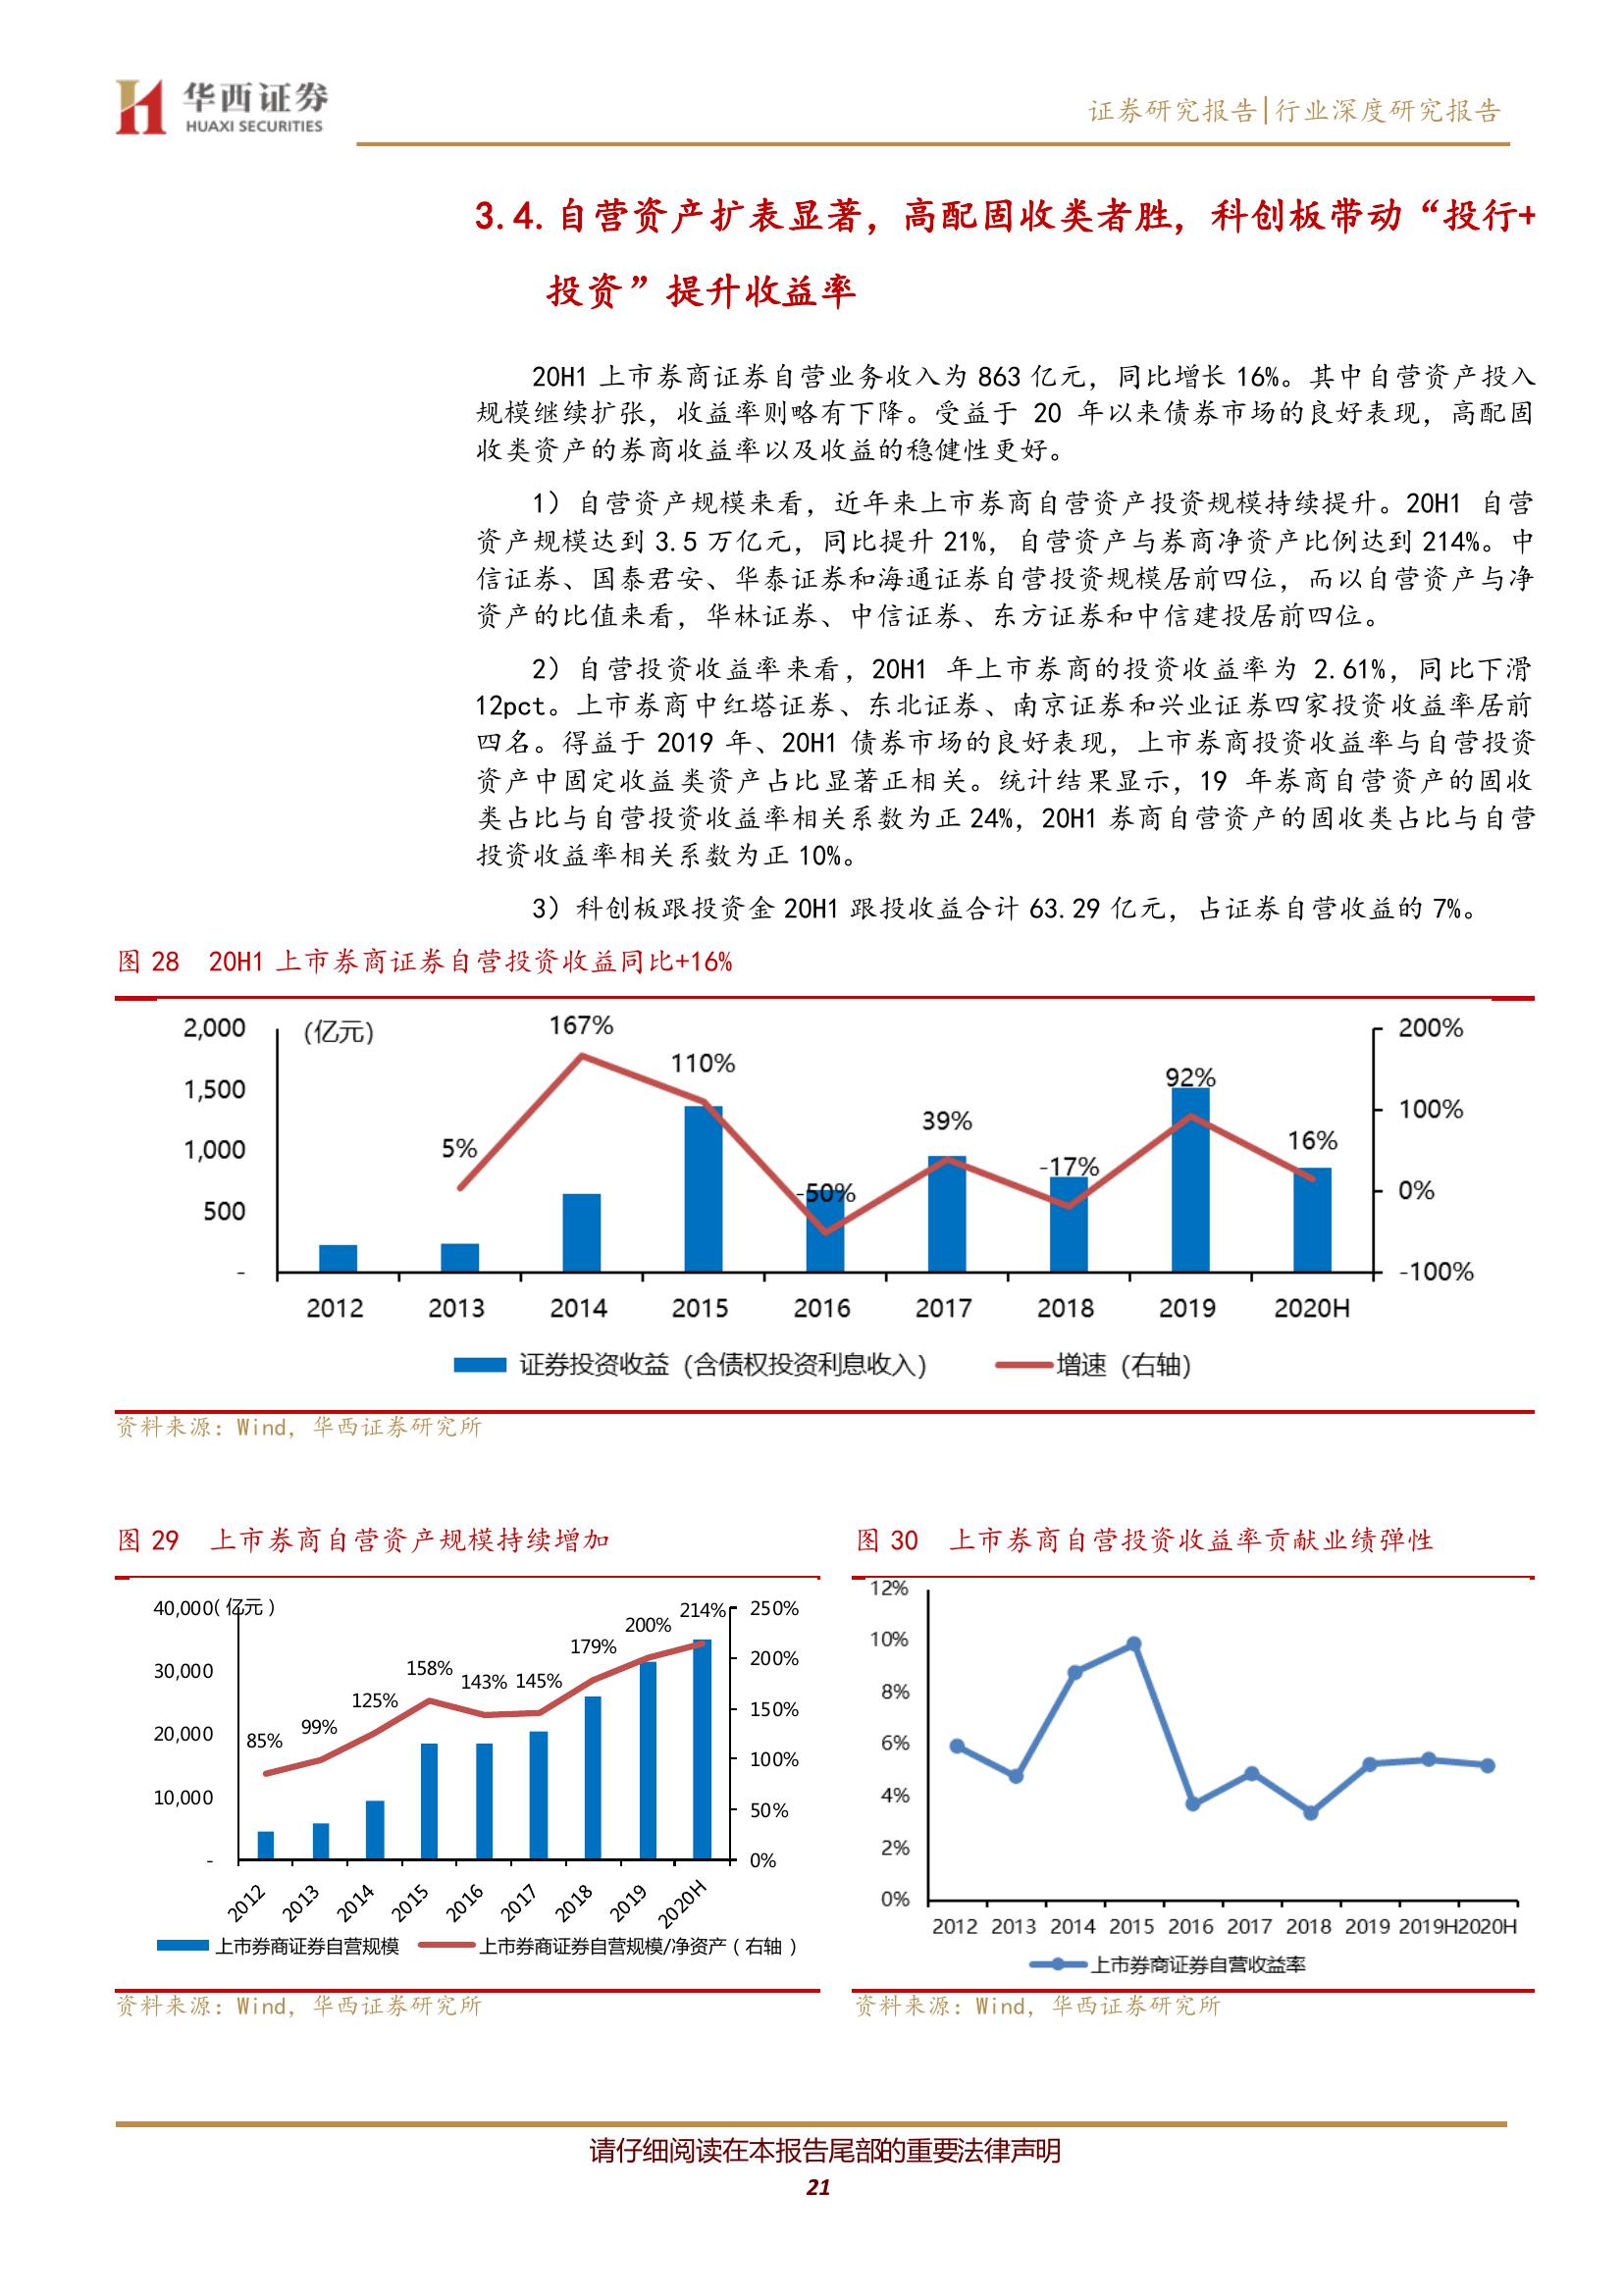 华西证券
HUAXI SECURITIES
证券研究报告|行业深度研究报告
3.4. 自营资产扩表显著，高配固收类者胜，科创板带动“投行+
投资”提升收益率
20H1 上市券商证券自营业务收入为 863 亿元，同比增长 16%。其中自营资产投入
规模继续扩张，收益率则略有下降。受益于 20 年以来债券市场的良好表现，高配固
收类资产的券商收益率以及收益的稳健性更好。
1）自营资产规模来看，近年来上市券商自营资产投资规模持续提升。20H1 自营
资产规模达到 3.5 万亿元，同比提升 21%，自营资产与券商净资产比例达到 214%。中
信证券、国泰君安、华泰证券和海通证券自营投资规模居前四位，而以自营资产与净
资产的比值来看，华林证券、中信证券、东方证券和中信建投居前四位。
2）自营投资收益率来看，20H1 年上市券商的投资收益率为 2.61%，同比下滑
12pct。上市券商中红塔证券、东北证券、南京证券和兴业证券四家投资收益率居前
四名。得益于 2019 年、20H1 债券市场的良好表现，上市券商投资收益率与自营投资
资产中固定收益类资产占比显著正相关。统计结果显示，19 年券商自营资产的固收
类占比与自营投资收益率相关系数为正 24%，20H1 券商自营资产的固收类占比与自营
投资收益率相关系数为正 10%。
3）科创板跟投资金 20H1 跟投收益合计 63.29 亿元，占证券自营收益的 7%。
图 28 20H1 上市券商证券自营投资收益同比+16%
2,000 (亿元) 167% 200%
110%
1,500 92%
100%
1,000 5% 39% 16%
-50% -17% 0%
500
- -100%
2012 2013 2014 2015 2016 2017 2018 2019 2020H
证券投资收益（含债权投资利息收入） 增速（右轴）
资料来源：Wind，华西证券研究所
图 29 上市券商自营资产规模持续增加
40,000 (亿元) 214% 250%
200%
30,000 179% 200%
158% 143% 145%
125% 150%
20,000 85% 99%
100%
10,000
50%
- 0%
2012 2013 2014 2015 2016 2017 2018 2019 2020H
上市券商证券自营规模 上市券商证券自营规模/净资产（右轴）
资料来源：Wind，华西证券研究所
图 30 上市券商自营投资收益率贡献业绩弹性
12%
10%
8%
6%
4%
2%
0%
2012 2013 2014 2015 2016 2017 2018 2019 2019H 2020H
上市券商证券自营收益率
资料来源：Wind，华西证券研究所
请仔细阅读在本报告尾部的重要法律声明
21